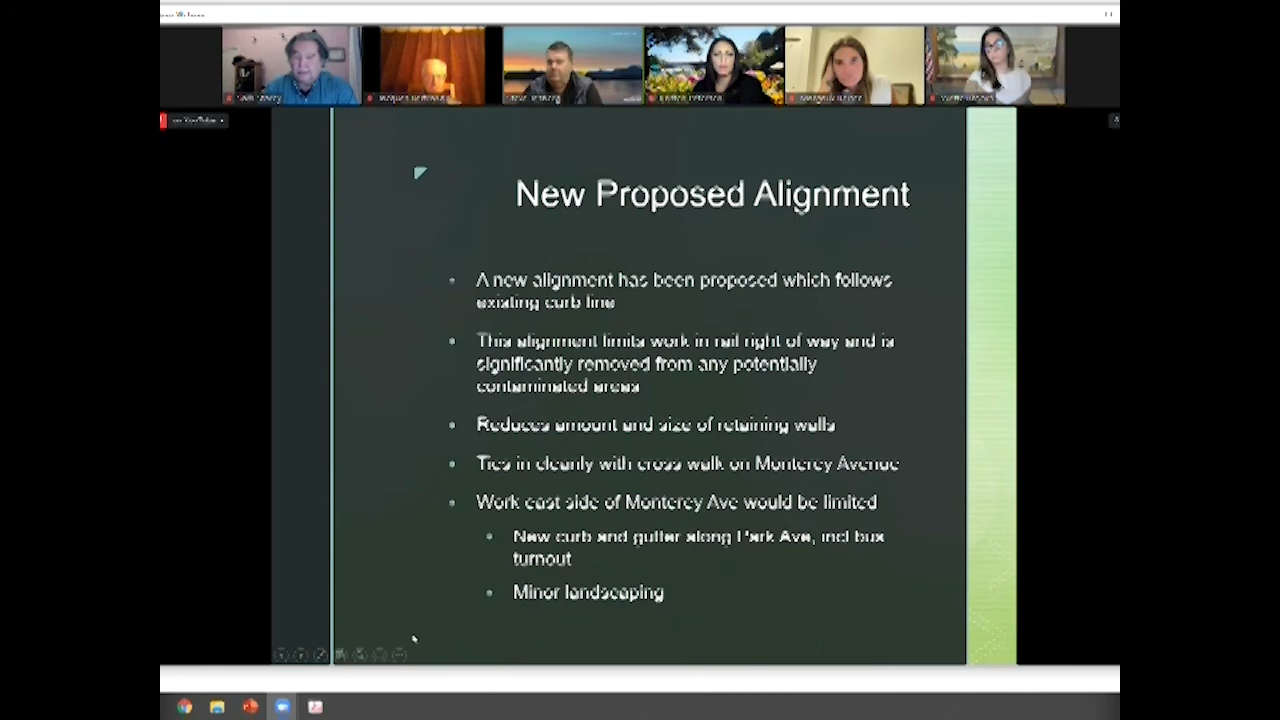 New Proposed Alignment
A new alignment has been proposed which follows
existing curb line
This alignment limits work in rail right of way and is
significantly removed from any potentially
contaminated areas
Reduces amount and size of retaining walls
Ties in cleanly with cross walk on Monterey Avenue
Work east side of Monterey Ave would be limited
New curb and gutter along Park Ave, incl bus
turnout
Minor landscaping